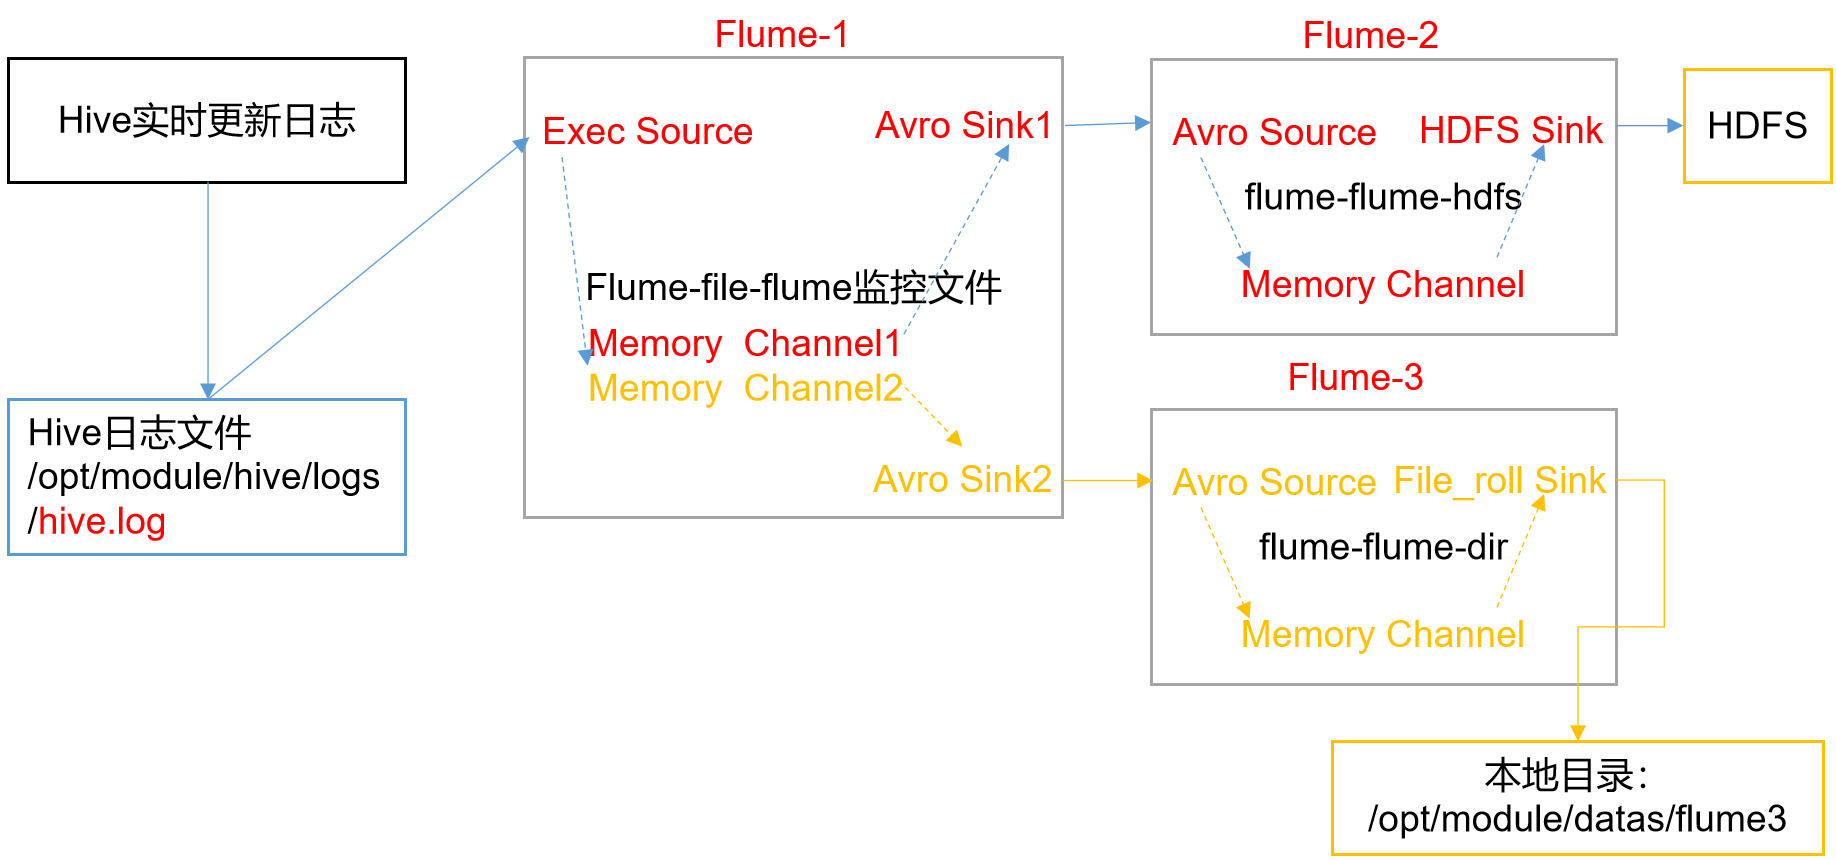 Hive实时更新日志
Hive日志文件
/opt/module/hive/logs
/hive.log
Flume-1
Exec Source
Avro Sink1
Flume-file-flume监控文件
Memory  Channel1
Memory  Channel2
Avro Sink2
Flume-2
Avro Source
HDFS Sink
flume-flume-hdfs
Memory Channel
HDFS
Flume-3
Avro Source
File_roll Sink
flume-flume-dir
Memory Channel
本地目录：
/opt/module/datas/flume3